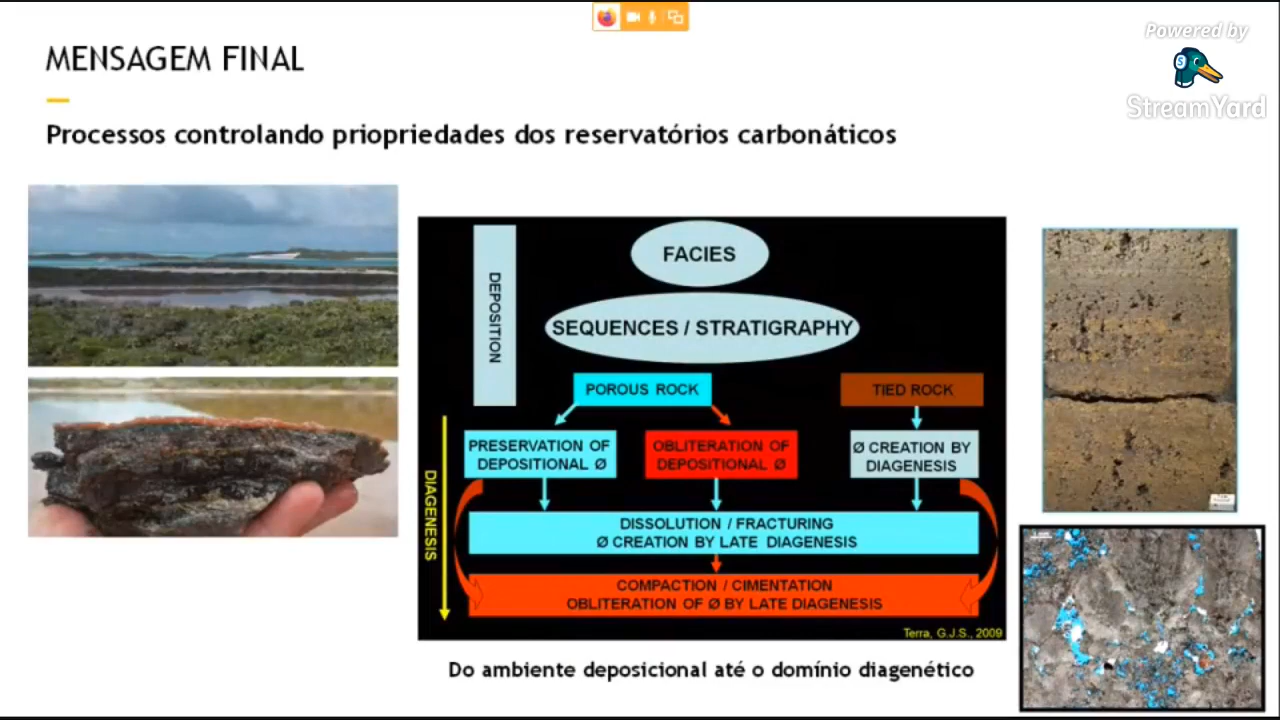 Powered by
StreamYard
MENSAGEM FINAL
Processos controlando priopriedades dos reservatórios carbonáticos
DEPOSITION
FACIES
SEQUENCES / STRATIGRAPHY
POROUS ROCK
TIED ROCK
PRESERVATION OF
DEPOSITIONAL Ø
OBLITERATION OF
DEPOSITIONAL Ø
Ø CREATION BY
DIAGENESIS
DIAGENESIS
DISSOLUTION / FRACTURING
Ø CREATION BY LATE DIAGENESIS
COMPACTION / CIMENTATION
OBLITERATION OF Ø BY LATE DIAGENESIS
Terra, G.J.S., 2009
Do ambiente deposicional até o domínio diagenético